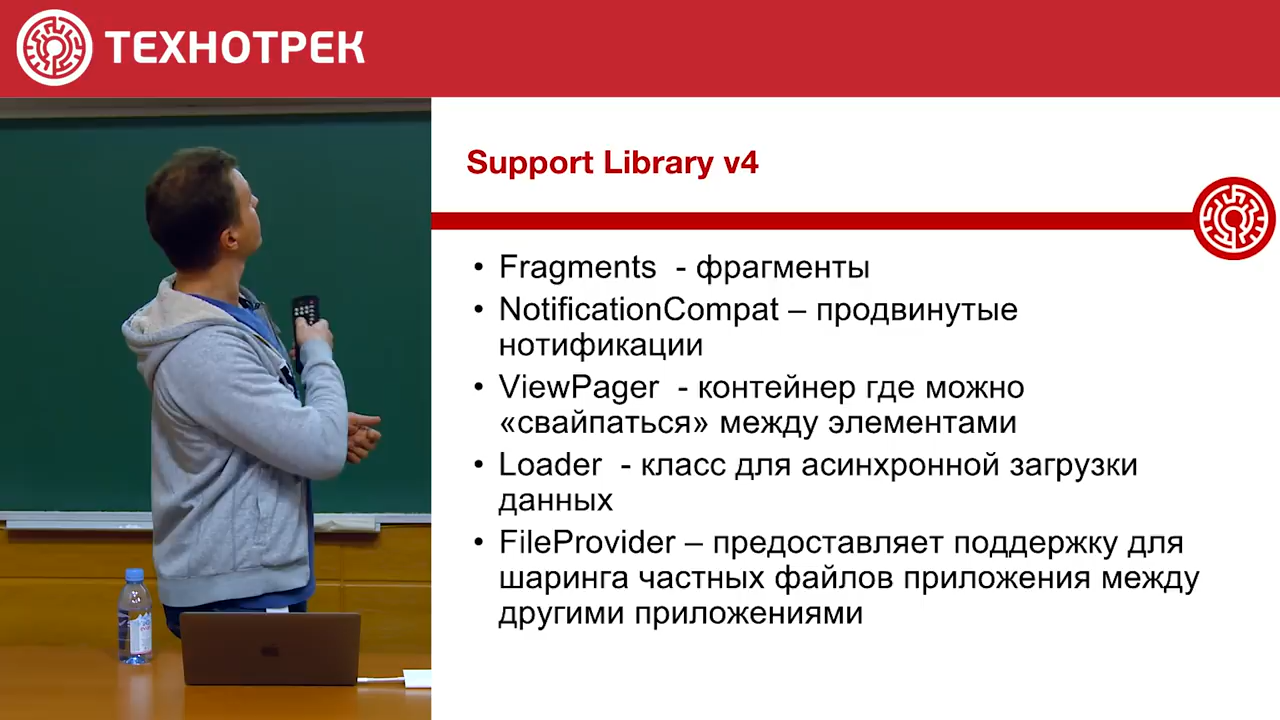 ТЕХНОТРЕК
Support Library v4
• Fragments - фрагменты
• NotificationCompat – продвинутые
нотификации
• ViewPager - контейнер где можно
«свайпаться» между элементами
• Loader - класс для асинхронной загрузки
данных
• FileProvider – предоставляет поддержку для
шаринга частных файлов приложения между
другими приложениями